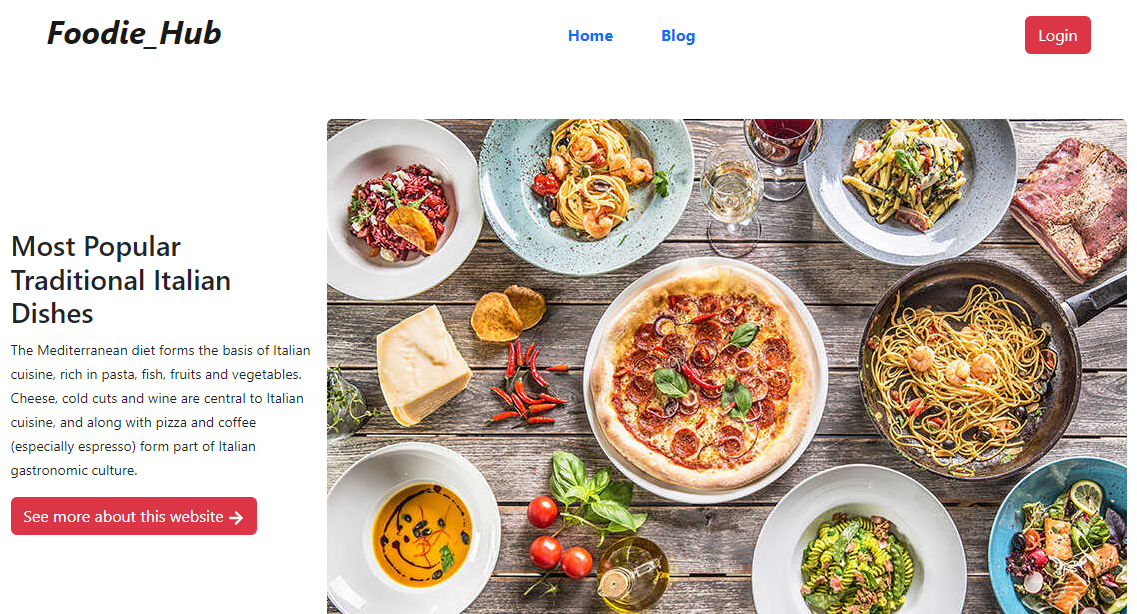 Foodie_Hub
Home
Blog
Login
Most Popular
Traditional Italian
Dishes
The Mediterranean diet forms the basis of Italian
cuisine, rich in pasta, fish, fruits and vegetables.
Cheese, cold cuts and wine are central to Italian
cuisine, and along with pizza and coffee
(especially espresso) form part of Italian
gastronomic culture.
See more about this website →